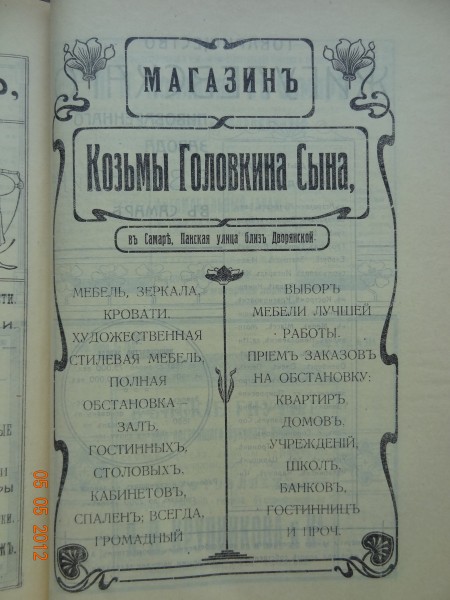 МАГАЗИНЪ
Козьмы Головкина Сына,
въ Самарѣ, Панская улица близъ Дворянской
МЕБЕЛЬ, ЗЕРКАЛА,
КРОВАТИ.
ХУДОЖЕСТВЕННАЯ
СТИЛЕВАЯ МЕБЕЛЬ,
ПОЛНАЯ
ОБСТАНОВКА —
ЗАЛЪ,
ГОСТИННЫХЪ,
СТОЛОВЫХЪ,
КАБИНЕТОВЪ,
СПАЛЕНЪ; ВСЕГДА,
ГРОМАДНЫЙ
ВЫБОРЪ
МЕБЕЛИ ЛУЧШЕЙ
РАБОТЫ.
ПРІЕМЪ ЗАКАЗОВЪ
НА ОБСТАНОВКУ:
КВАРТИРЪ,
ДОМОВЪ,
УЧРЕЖДЕНІЙ,
ШКОЛЪ,
БАНКОВЪ,
ГОСТИННИЦЪ
И ПРОЧ.
05 05 2012